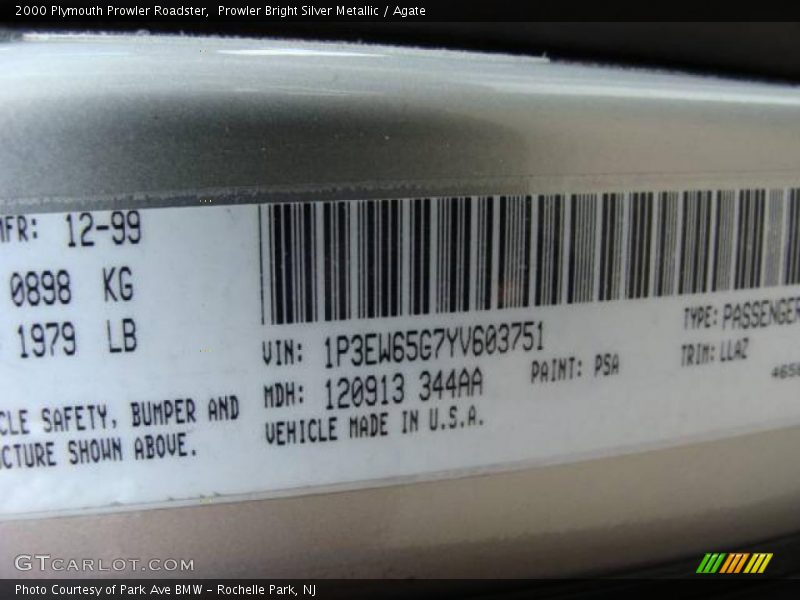 2000 Plymouth Prowler Roadster,  Prowler Bright Silver Metallic / Agate
MFR: 12-99
0898 KG
1979 LB
VIN: 1P3EW65G7YV603751
TYPE: PASSENGER
MDH: 120913 344AA
PAINT: PSA
TRIM: LLAZ
VEHICLE MADE IN U.S.A.
SAFETY, BUMPER AND
SHOWN ABOVE.
GTCARLOT.COM
Photo Courtesy of Park Ave BMW - Rochelle Park, NJ